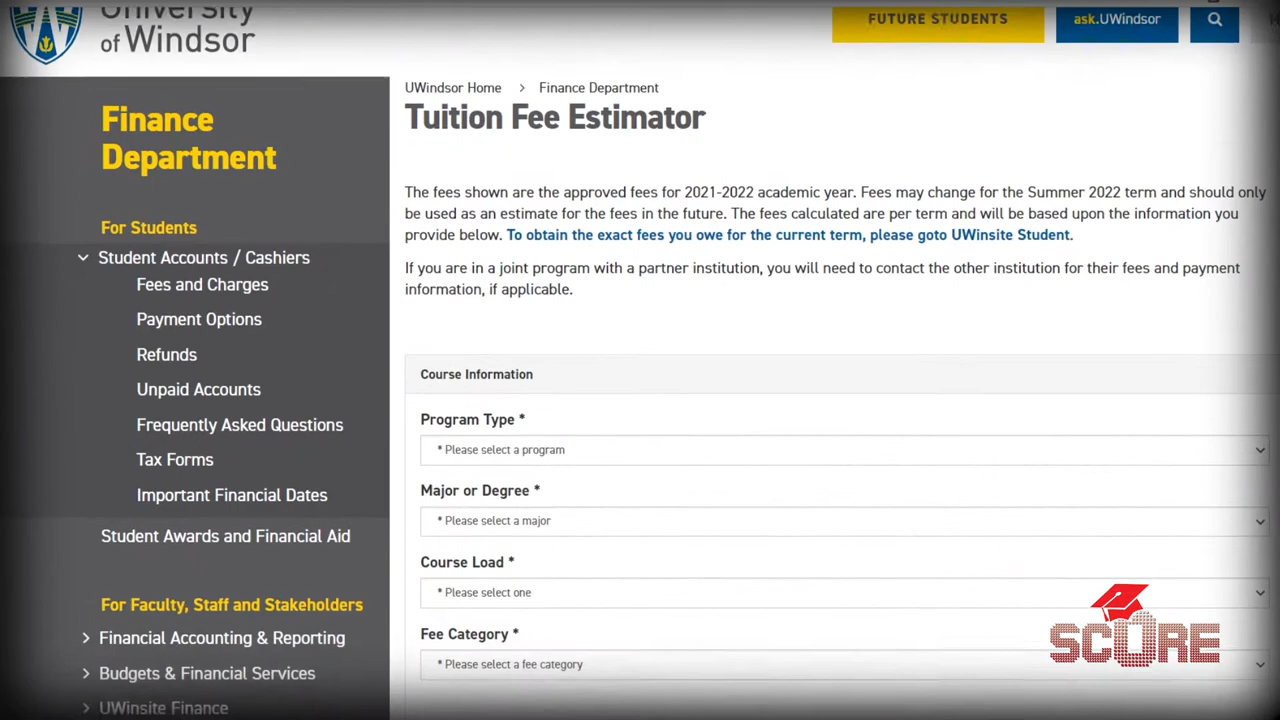 University
of Windsor
FUTURE STUDENTS
ask.UWindsor
Finance
Department
For Students
Student Accounts / Cashiers
Fees and Charges
Payment Options
Refunds
Unpaid Accounts
Frequently Asked Questions
Tax Forms
Important Financial Dates
Student Awards and Financial Aid
For Faculty, Staff and Stakeholders
Financial Accounting & Reporting
Budgets & Financial Services
UWinsite Finance
UWinsite Home > Finance Department
Tuition Fee Estimator
The fees shown are the approved fees for 2021-2022 academic year. Fees may change for the Summer 2022 term and should only
be used as an estimate for the fees in the future. The fees calculated are per term and will be based upon the information you
provide below. To obtain the exact fees you owe for the current term, please goto UWinsite Student.
If you are in a joint program with a partner institution, you will need to contact the other institution for their fees and payment
information, if applicable.
Course Information
Program Type *
* Please select a program
Major or Degree *
* Please select a major
Course Load *
* Please select one
Fee Category *
* Please select a fee category
SCORE